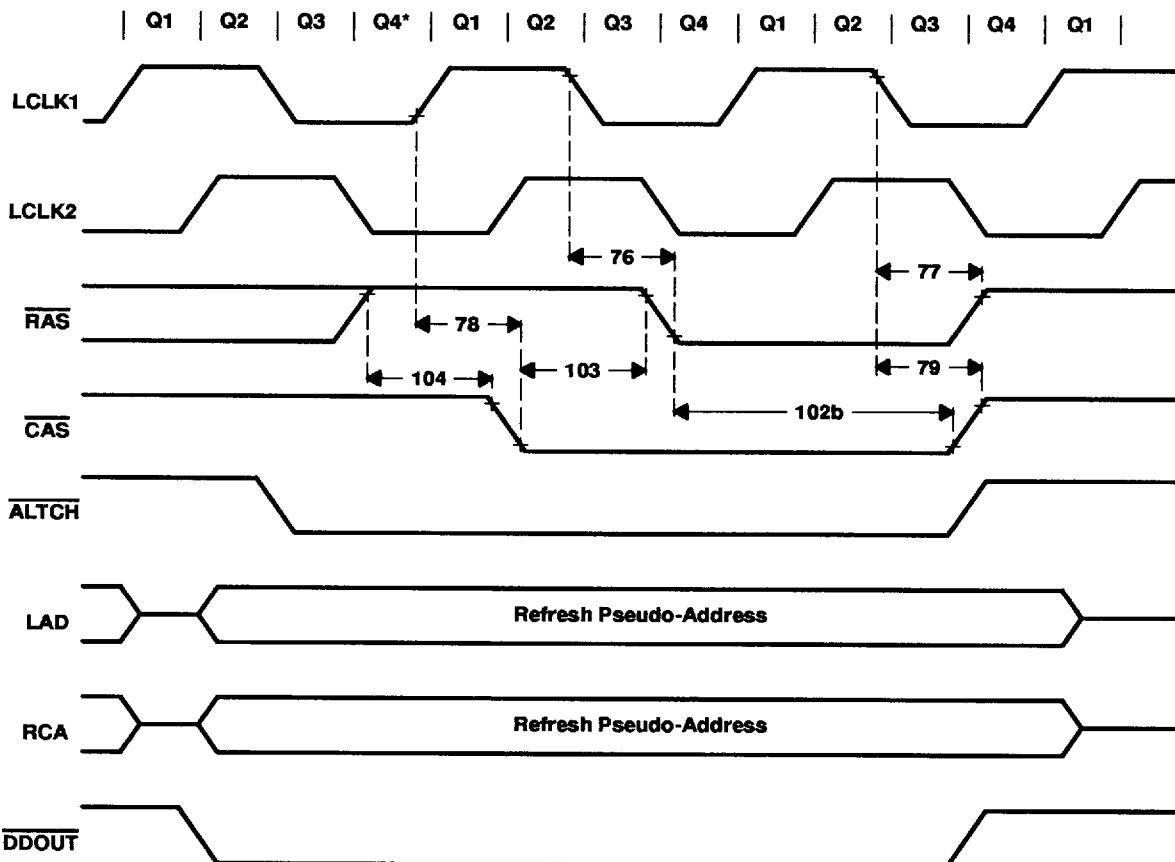 Q1 Q2 Q3 Q4* Q1 Q2 Q3 Q4 Q1 Q2 Q3 Q4 Q1
LCLK1
LCLK2
76
77
RAS
78
79
104
103
102b
CAS
ALTCH
LAD
Refresh Pseudo-Address
RCA
Refresh Pseudo-Address
DDOUT